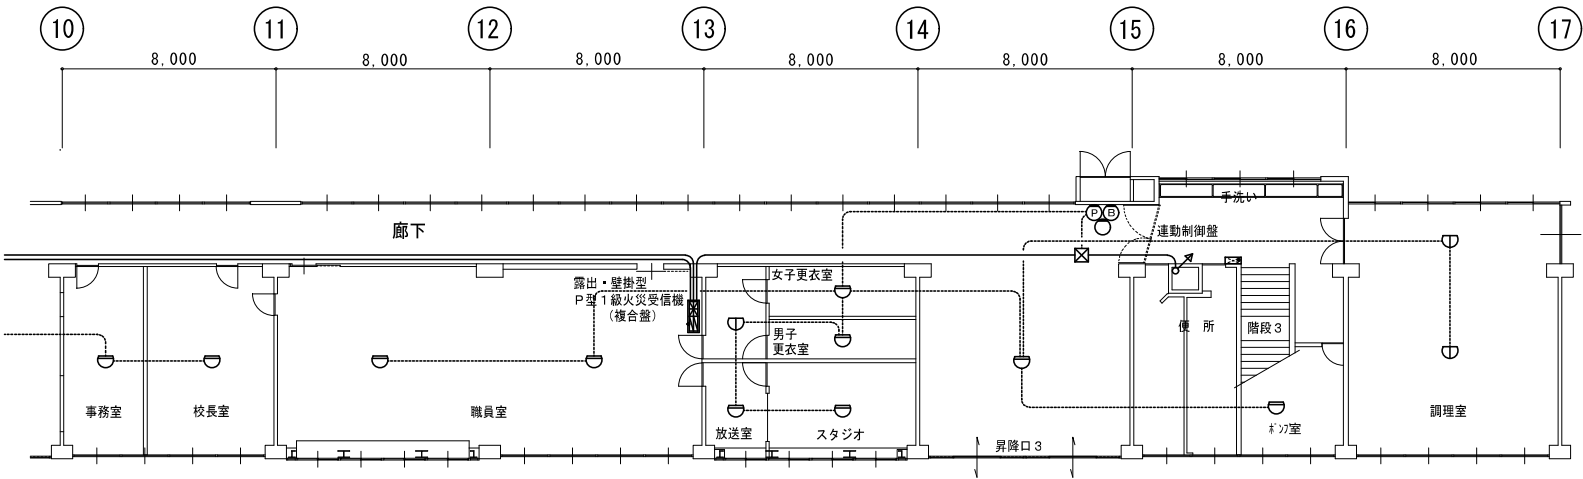 10 11 12 13 14 15 16 17
8,000 8,000 8,000 8,000 8,000 8,000 8,000
手洗い
P B
廊下
連動制御盤
女子更衣室
露出・壁掛型
P型1級火災受信機
(複合盤)
男子
更衣室
便所
階段3
事務室
校長室
職員室
放送室
スタジオ
昇降口3
ポンプ室
調理室